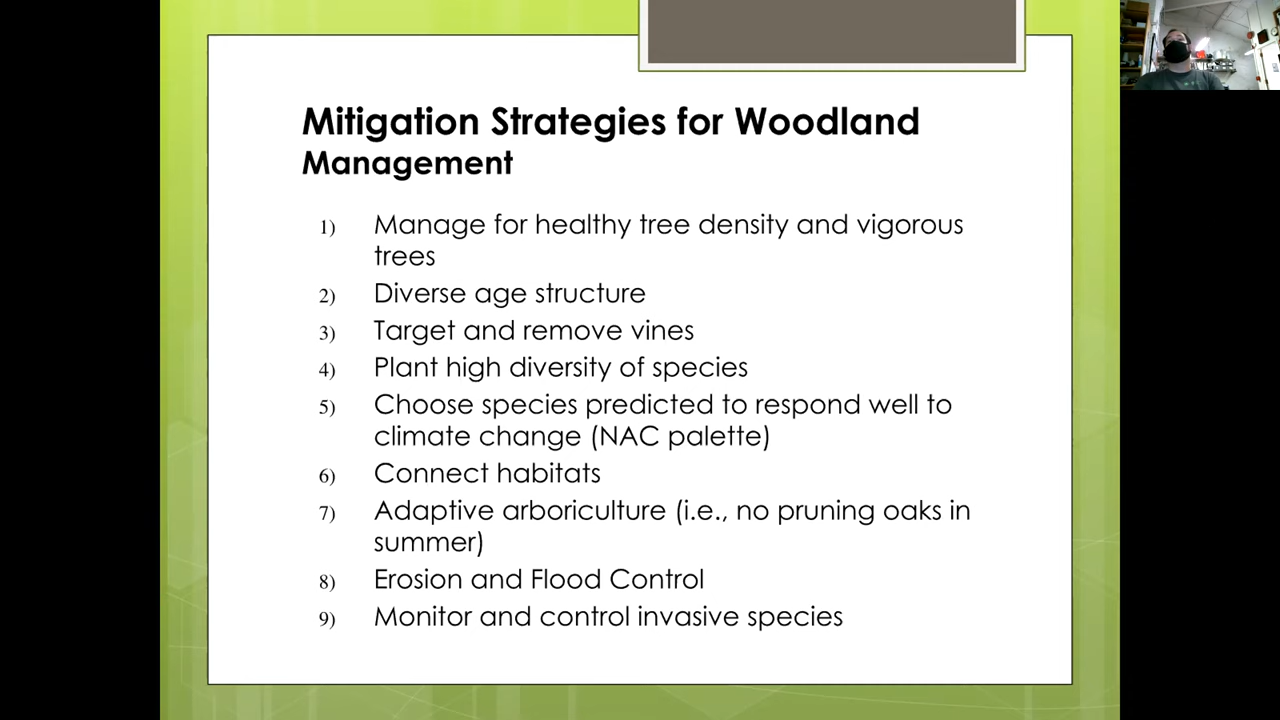 Mitigation Strategies for Woodland
Management
1) Manage for healthy tree density and vigorous
trees
2) Diverse age structure
3) Target and remove vines
4) Plant high diversity of species
5) Choose species predicted to respond well to
climate change (NAC palette)
6) Connect habitats
7) Adaptive arboriculture (i.e., no pruning oaks in
summer)
8) Erosion and Flood Control
9) Monitor and control invasive species